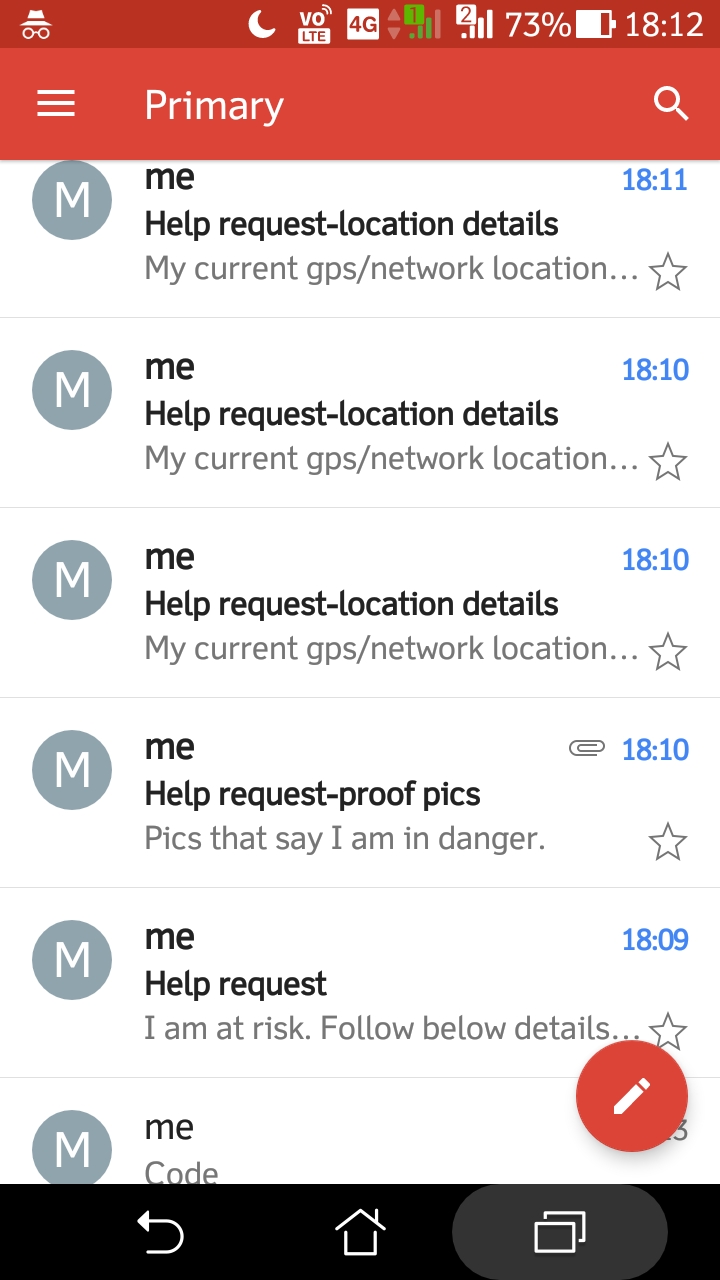 VO LTE 4G 1 2 73% 18:12
Primary
M me 18:11
Help request-location details
My current gps/network location...
M me 18:10
Help request-location details
My current gps/network location...
M me 18:10
Help request-location details
My current gps/network location...
M me 18:10
Help request-proof pics
Pics that say I am in danger.
M me 18:09
Help request
I am at risk. Follow below details...
M me
Code